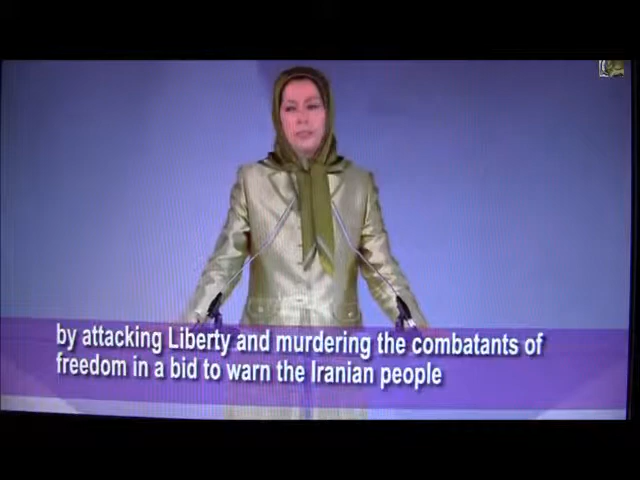 by attacking Liberty and murdering the combatants of
freedom in a bid to warn the Iranian people